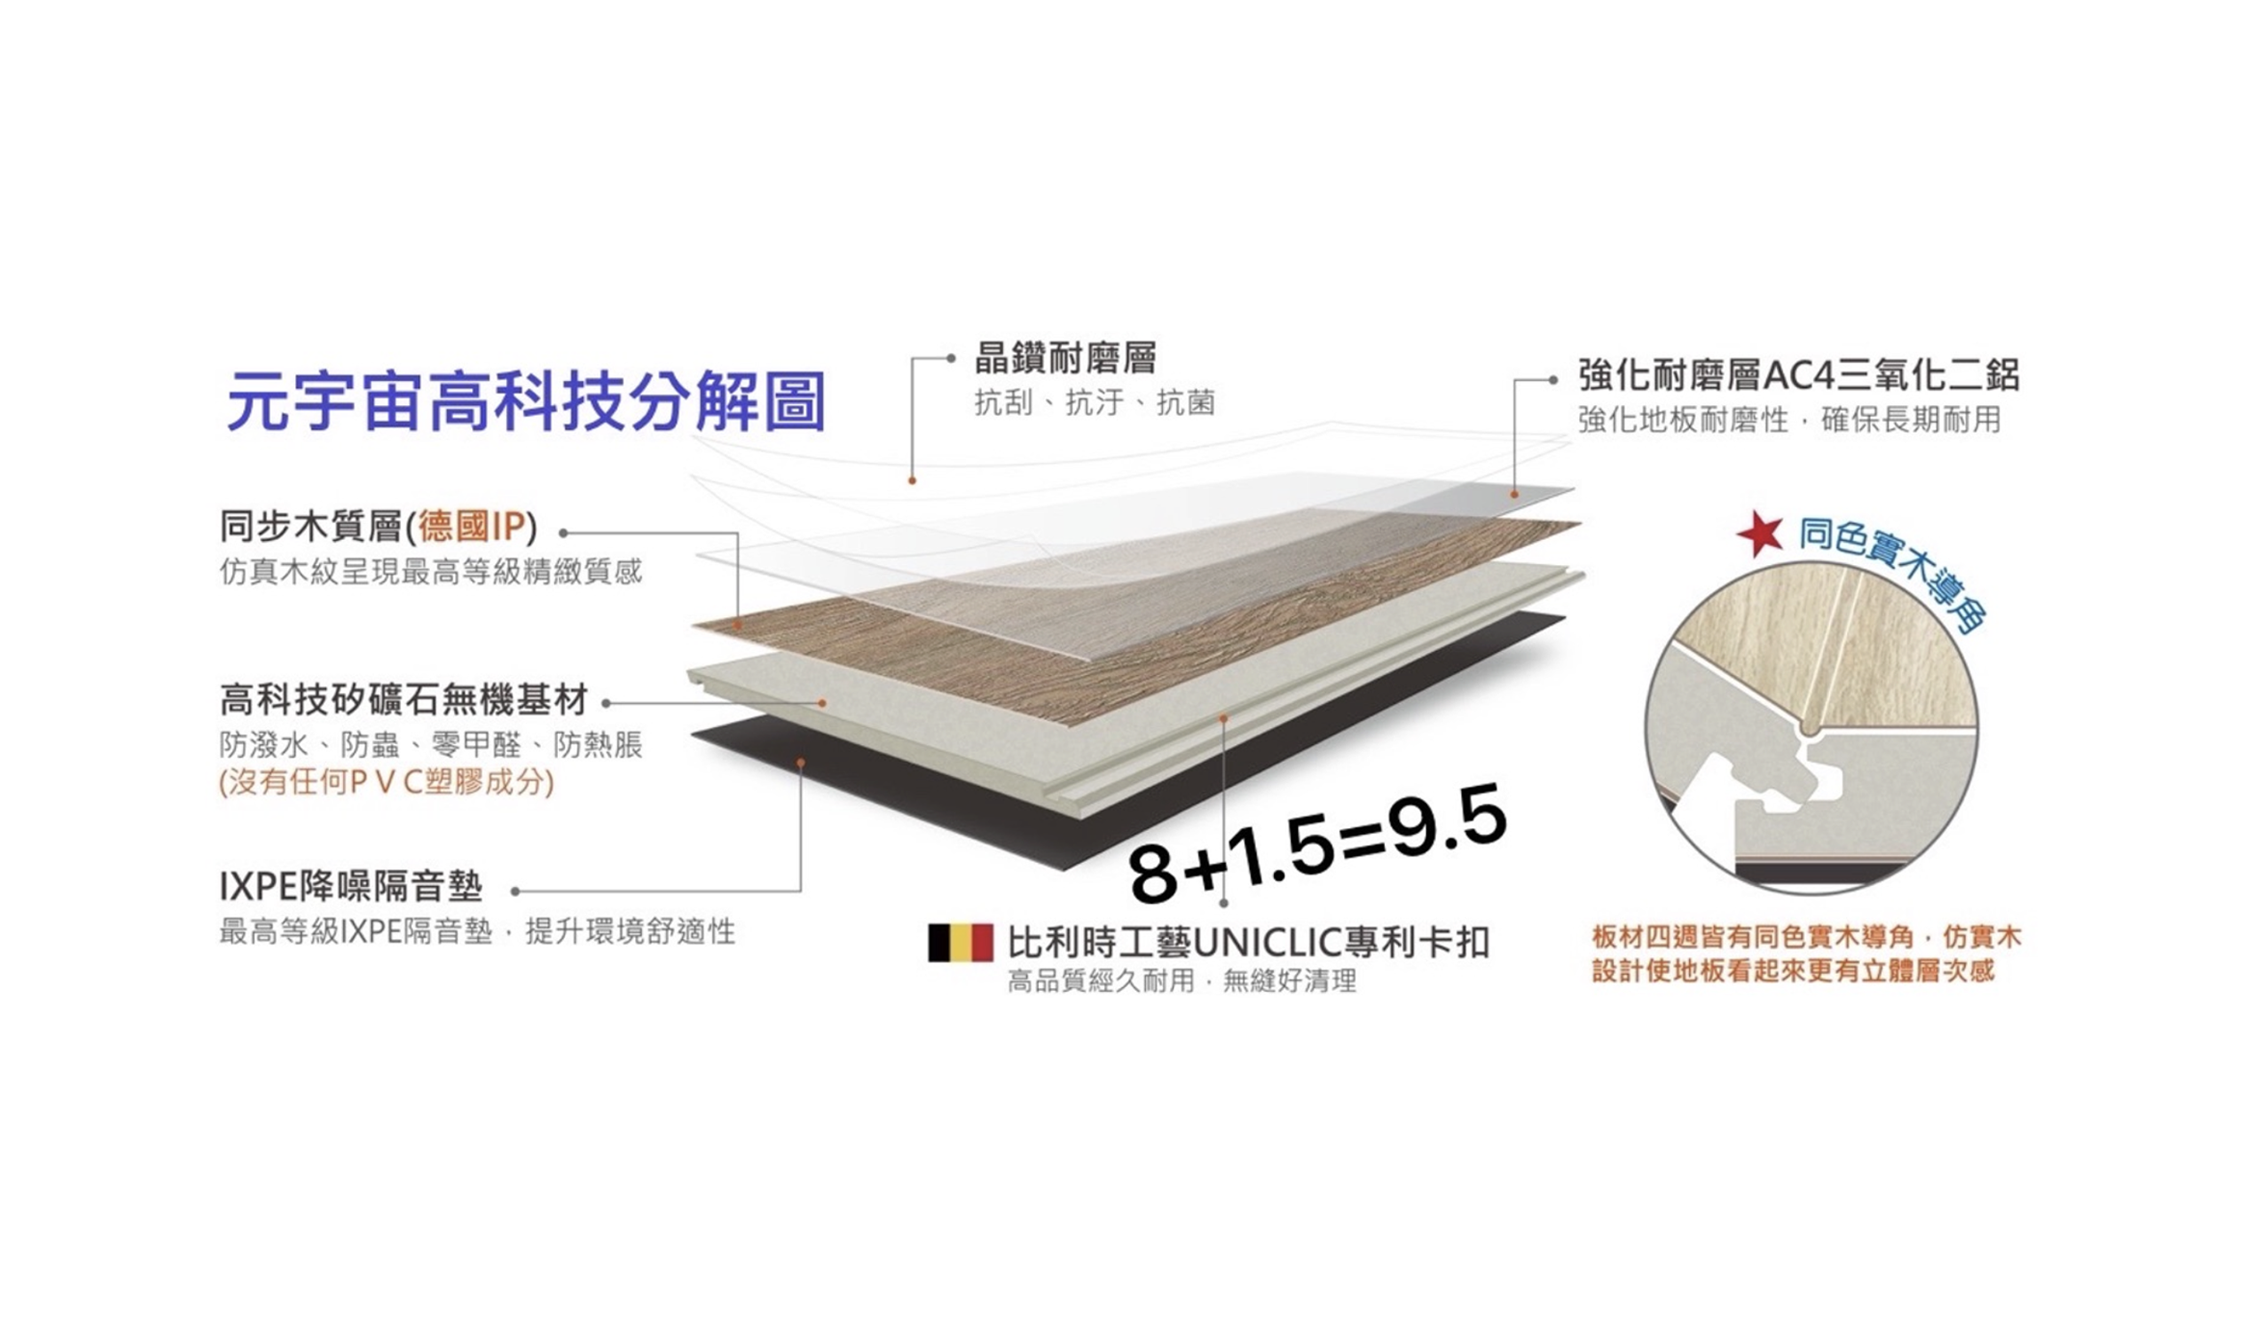 元宇宙高科技分解圖
晶鑽耐磨層
抗刮、抗汙、抗菌
強化耐磨層AC4三氧化二鋁
強化地板耐磨性，確保長期耐用
同步木質層(德國IP)
仿真木紋呈現最高等級精緻質感
同色實木導角
高科技矽礦石無機基材
防潑水、防蟲、零甲醛、防熱脹
(沒有任何PVC塑膠成分)
8+1.5=9.5
IXPE降噪隔音墊
最高等級IXPE隔音墊，提升環境舒適性
比利時工藝UNICLIC專利卡扣
高品質經久耐用，無縫好清理
板材四週皆有同色實木導角，仿實木
設計使地板看起來更有立體層次感